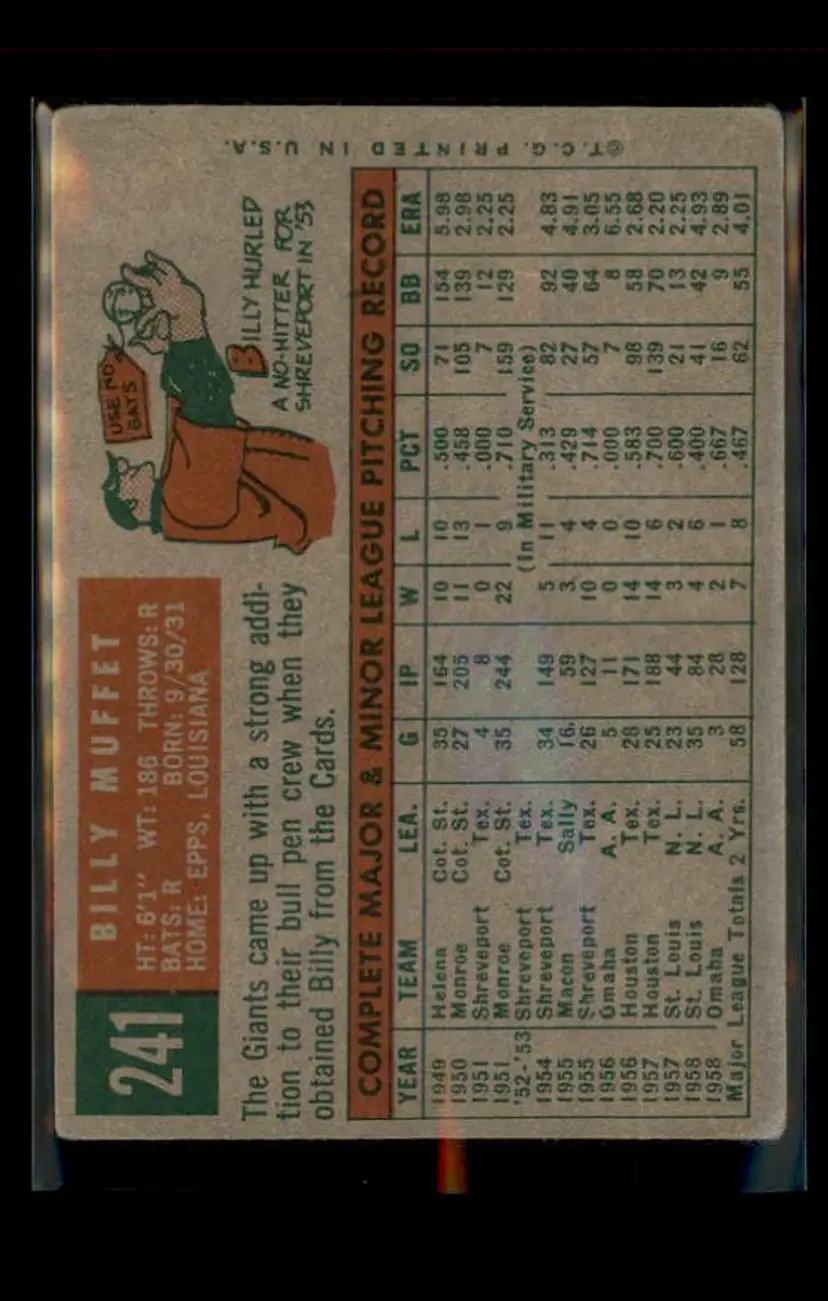 241
BILLY MUFFET
HT: 6'1" WT: 186 THROWS: R
BATS: R BORN: 9/30/31
HOME: EPPS, LOUISIANA
USE NO
BATS
BILLY HURLED
A NO-HITTER FOR
SHREVEPORT IN '53
The Giants came up with a strong addi-
tion to their bull pen crew when they
obtained Billy from the Cards.
COMPLETE MAJOR & MINOR LEAGUE PITCHING RECORD
YEAR TEAM LEA. G IP W L PCT SO BB ERA
1949 Helena Cot. St. 35 164 10 10 .500 71 154 5.98
1950 Monroe Cot. St. 27 205 11 13 .458 105 139 2.98
1951 Shreveport Tex. 4 8 0 1 .000 7 12 2.25
1951 Monroe Cot. St. 35 244 22 9 .710 159 129 2.25
'52-'53 Shreveport Tex. (In Military Service)
1954 Shreveport Tex. 34 149 5 11 .313 82 92 4.83
1955 Macon Sally 16 59 3 4 .429 27 40 4.91
1955 Shreveport Tex. 26 127 10 4 .714 57 64 3.05
1956 Omaha A. A. 5 11 0 0 .000 7 8 6.55
1956 Houston Tex. 28 171 14 10 .583 98 58 2.68
1957 Houston Tex. 25 188 14 6 .700 139 70 2.20
1957 St. Louis N. L. 23 44 3 2 .600 21 13 2.25
1958 St. Louis N. L. 35 84 4 6 .400 41 42 4.93
1958 Omaha A. A. 3 28 2 1 .667 16 9 2.89
Major League Totals 2 Yrs. 58 128 7 8 .467 62 55 4.01
©T.C.G. PRINTED IN U.S.A.